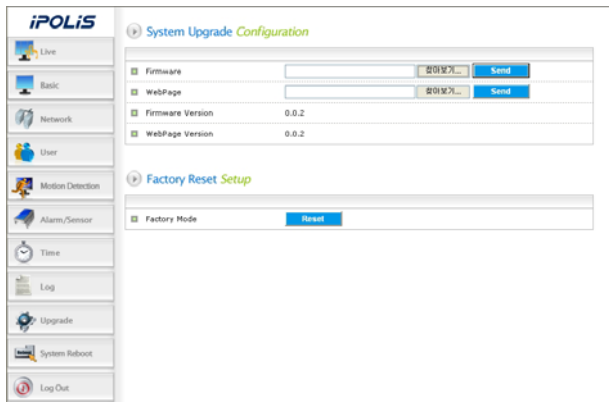 iPOLiS
Live
Basic
Network
User
Motion Detection
Alarm/Sensor
Time
Log
Upgrade
System Reboot
Log Out
System Upgrade Configuration
Firmware 찾아보기... Send
WebPage 찾아보기... Send
Firmware Version 0.0.2
WebPage Version 0.0.2
Factory Reset Setup
Factory Mode Reset